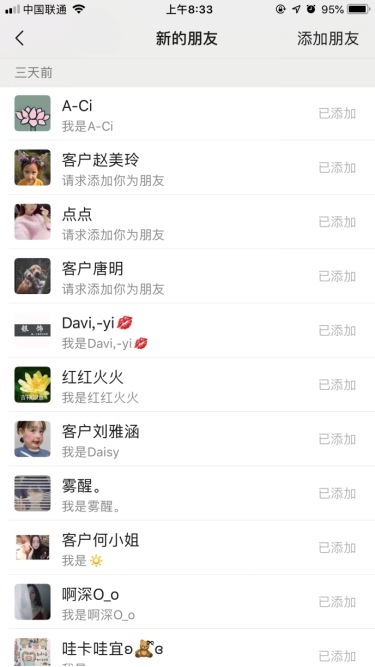 中国联通 上午8:33 95%
新的朋友 添加朋友
三天前
A-Ci
我是A-Ci 已添加
客户赵美玲
请求添加你为朋友 已添加
点点
请求添加你为朋友 已添加
客户唐明
请求添加你为朋友 已添加
Davi,-yi💋
我是Davi,-yi💋 已添加
红红火火
我是红红火火 已添加
客户刘雅涵
我是Daisy 已添加
雾醒。
我是雾醒。 已添加
客户何小姐
我是☀️ 已添加
啊深O_o
我是啊深O_o 已添加
哇卡哇宜ʚ🧸ɞ
已添加